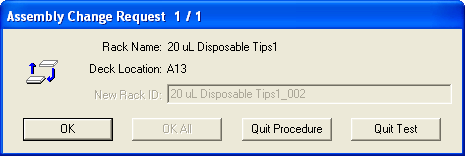 Assembly Change Request 1 / 1
Rack Name: 20 uL Disposable Tips1
Deck Location: A13
New Rack ID: 20 uL Disposable Tips1_002
OK OK All Quit Procedure Quit Test